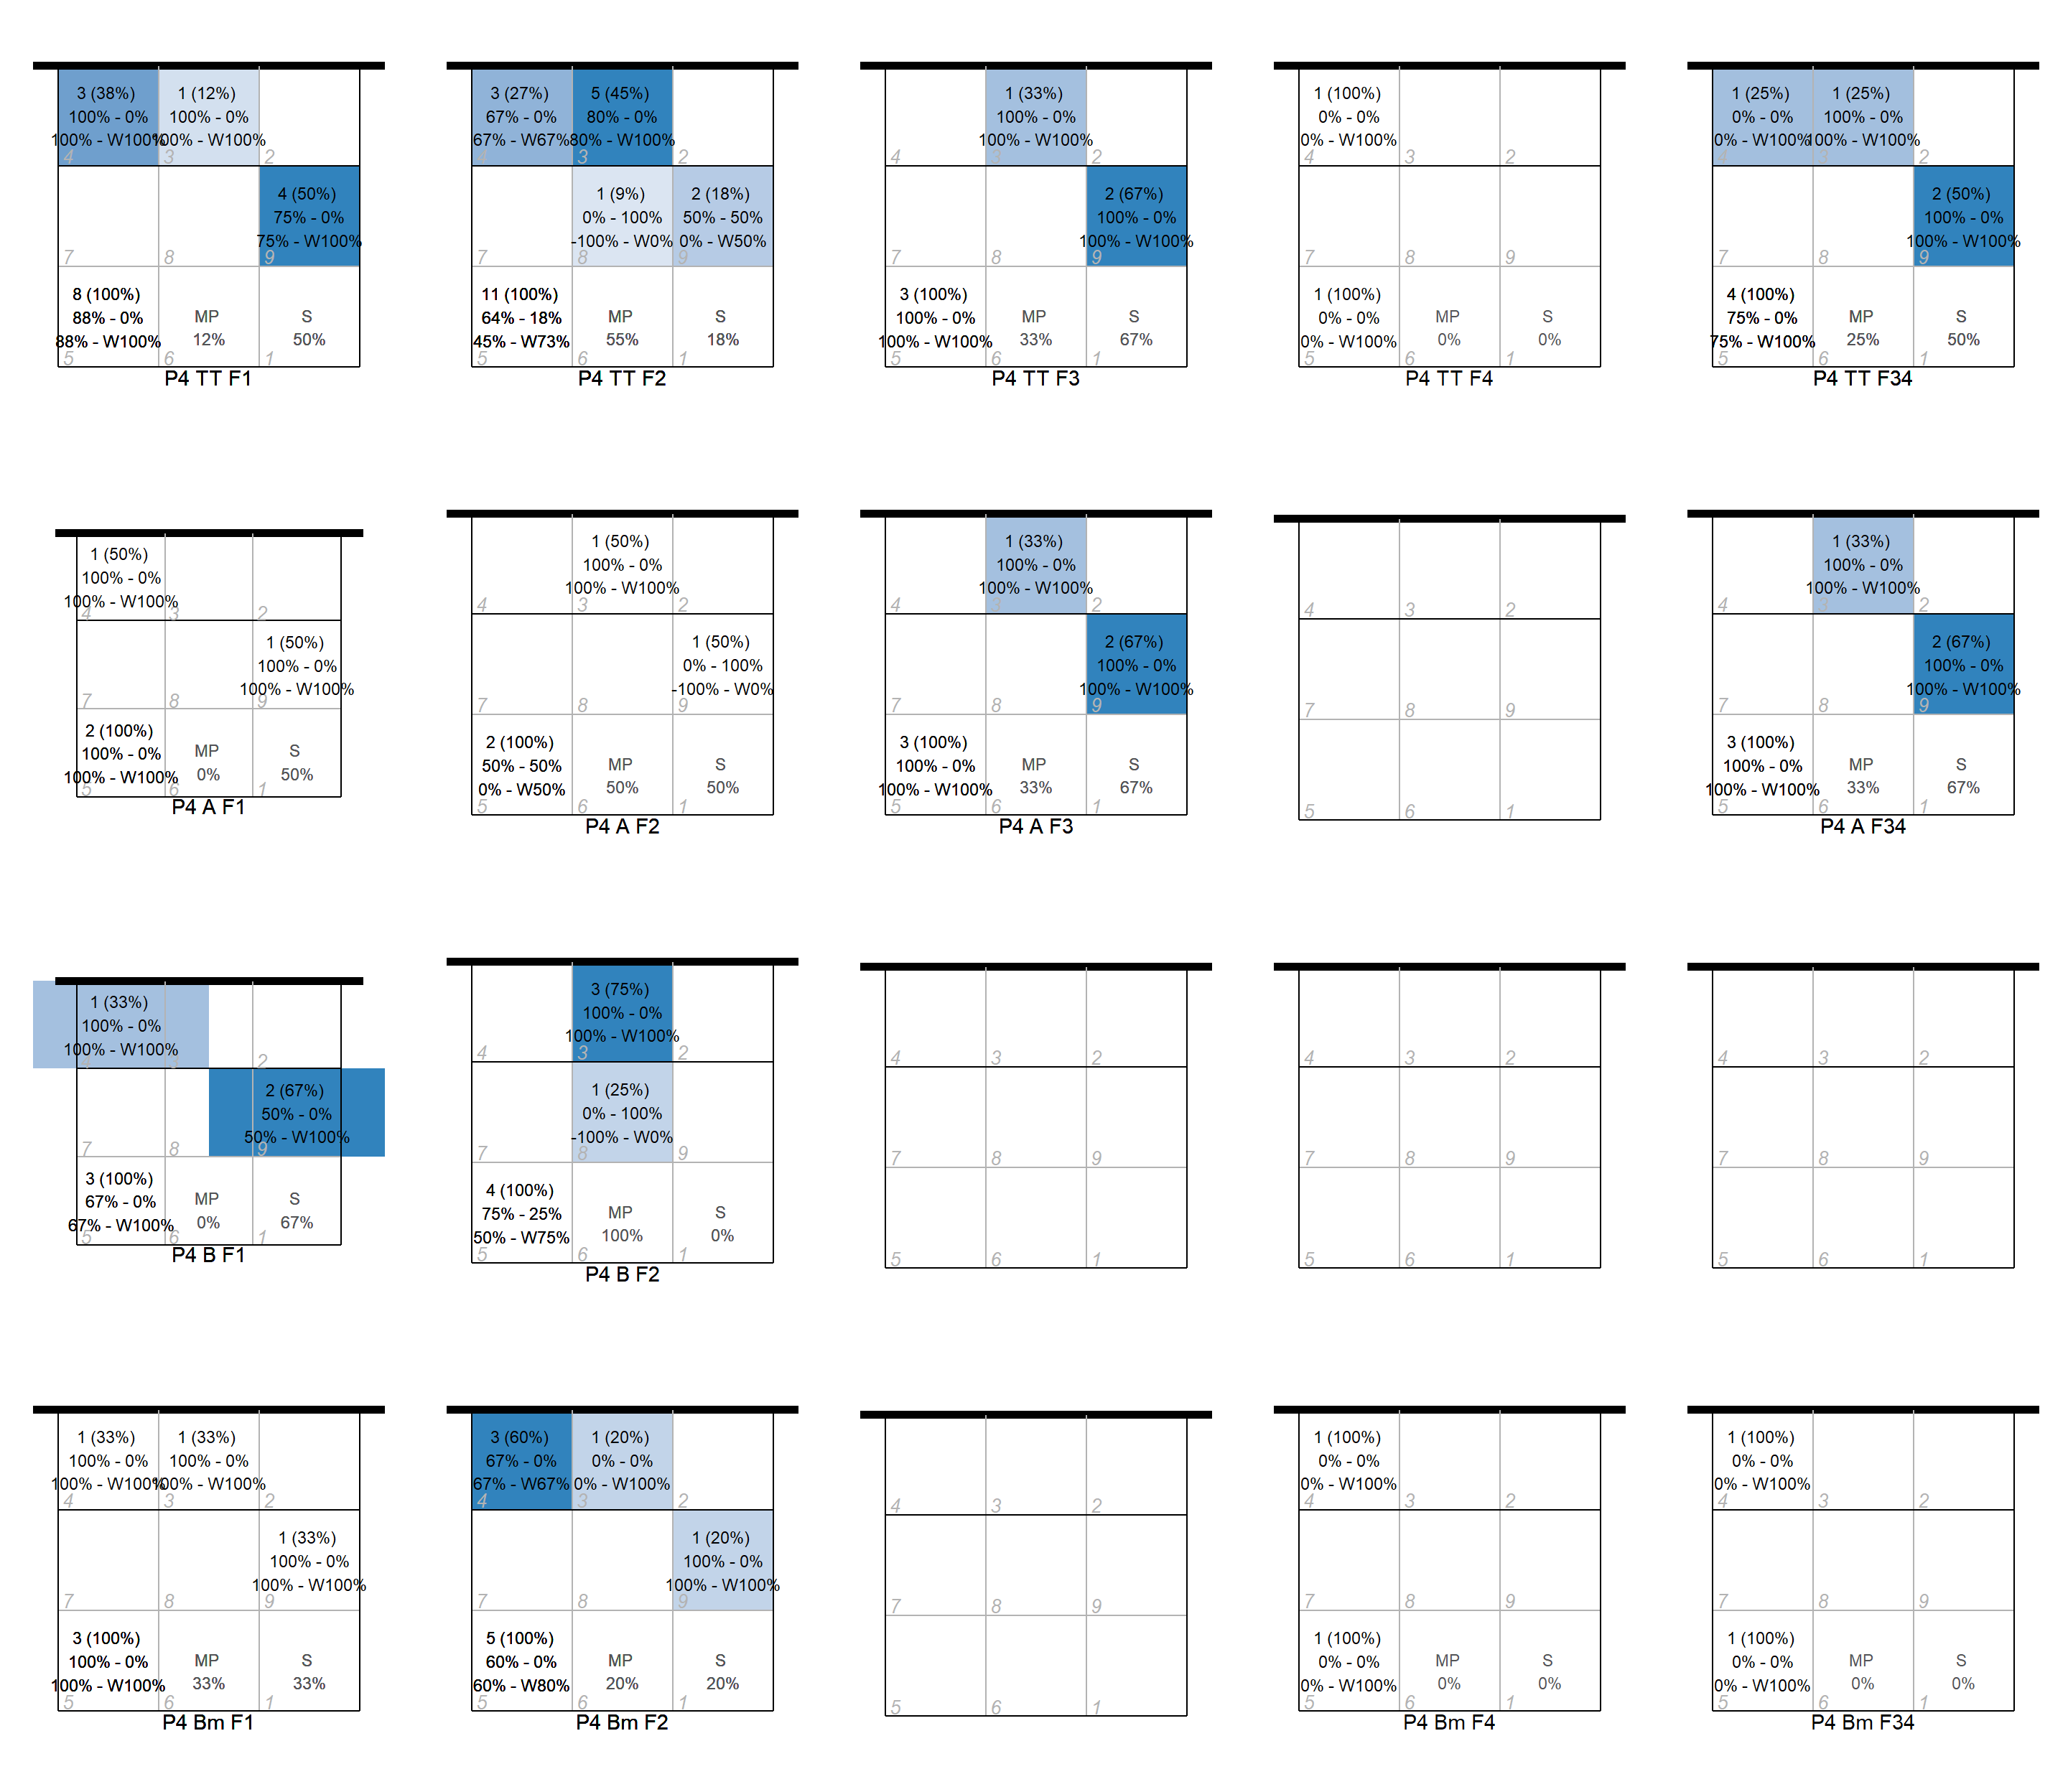 3 (38%)
100% - 0%
100% - W100%
4
1 (12%)
100% - 0%
100% - W100%
3
2
7
8
4 (50%)
75% - 0%
75% - W100%
9
8 (100%)
88% - 0%
88% - W100%
5
MP
12%
6
S
50%
1
P4 TT F1
3 (27%)
67% - 0%
67% - W67%
4
5 (45%)
80% - 0%
80% - W100%
3
2
7
1 (9%)
0% - 100%
-100% - W0%
8
2 (18%)
50% - 50%
0% - W50%
9
11 (100%)
64% - 18%
45% - W73%
5
MP
55%
6
S
18%
1
P4 TT F2
4
1 (33%)
100% - 0%
100% - W100%
3
2
7
8
2 (67%)
100% - 0%
100% - W100%
9
3 (100%)
100% - 0%
100% - W100%
5
MP
33%
6
S
67%
1
P4 TT F3
1 (100%)
0% - 0%
0% - W100%
4
3
2
7
8
9
1 (100%)
0% - 0%
0% - W100%
5
MP
0%
6
S
0%
1
P4 TT F4
1 (25%)
0% - 0%
0% - W100%
4
1 (25%)
100% - 0%
100% - W100%
3
2
7
8
2 (50%)
100% - 0%
100% - W100%
9
4 (100%)
75% - 0%
75% - W100%
5
MP
25%
6
S
50%
1
P4 TT F34
1 (50%)
100% - 0%
100% - W100%
4
3
2
7
8
1 (50%)
100% - 0%
100% - W100%
9
2 (100%)
100% - 0%
100% - W100%
5
MP
0%
6
S
50%
1
P4 A F1
4
1 (50%)
100% - 0%
100% - W100%
3
2
7
8
1 (50%)
0% - 100%
-100% - W0%
9
2 (100%)
50% - 50%
0% - W50%
5
MP
50%
6
S
50%
1
P4 A F2
4
1 (33%)
100% - 0%
100% - W100%
3
2
7
8
2 (67%)
100% - 0%
100% - W100%
9
3 (100%)
100% - 0%
100% - W100%
5
MP
33%
6
S
67%
1
P4 A F3
4
3
2
7
8
9
5
6
1
4
1 (33%)
100% - 0%
100% - W100%
3
2
7
8
2 (67%)
100% - 0%
100% - W100%
9
3 (100%)
100% - 0%
100% - W100%
5
MP
33%
6
S
67%
1
P4 A F34
1 (33%)
100% - 0%
100% - W100%
2
7
8
2 (67%)
50% - 0%
50% - W100%
9
3 (100%)
67% - 0%
67% - W100%
5
MP
0%
6
S
67%
1
P4 B F1
4
3 (75%)
100% - 0%
100% - W100%
3
2
7
1 (25%)
0% - 100%
-100% - W0%
8
9
4 (100%)
75% - 25%
50% - W75%
5
MP
100%
6
S
0%
1
P4 B F2
4
3
2
7
8
9
5
6
1
4
3
2
7
8
9
5
6
1
4
3
2
7
8
9
5
6
1
1 (33%)
100% - 0%
100% - W100%
4
1 (33%)
100% - 0%
100% - W100%
3
2
7
8
1 (33%)
100% - 0%
100% - W100%
9
3 (100%)
100% - 0%
100% - W100%
5
MP
33%
6
S
33%
1
P4 Bm F1
3 (60%)
67% - 0%
67% - W67%
4
1 (20%)
0% - 0%
0% - W100%
3
2
7
8
1 (20%)
100% - 0%
100% - W100%
9
5 (100%)
60% - 0%
60% - W80%
5
MP
20%
6
S
20%
1
P4 Bm F2
4
3
2
7
8
9
5
6
1
1 (100%)
0% - 0%
0% - W100%
4
3
2
7
8
9
1 (100%)
0% - 0%
0% - W100%
5
MP
0%
6
S
0%
1
P4 Bm F4
1 (100%)
0% - 0%
0% - W100%
4
3
2
7
8
9
1 (100%)
0% - 0%
0% - W100%
5
MP
0%
6
S
0%
1
P4 Bm F34